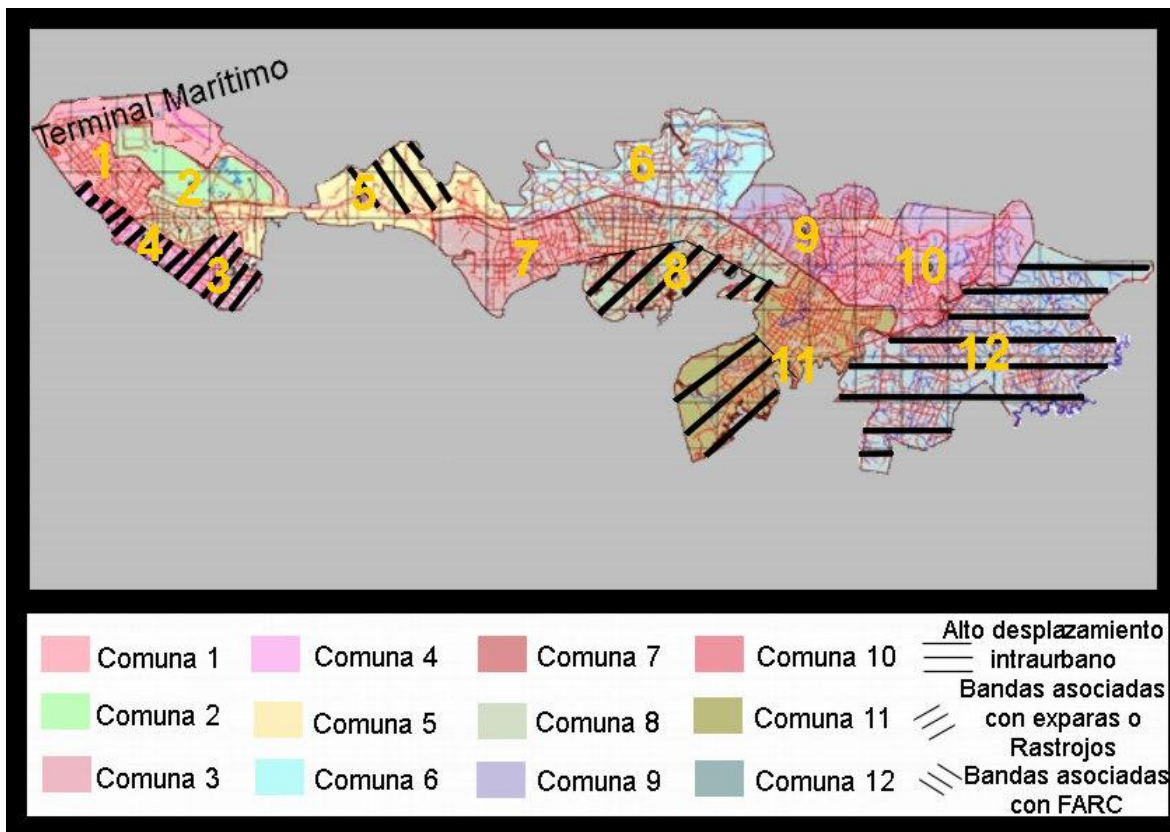 Terminal Marítimo
1
2
3
4
5
6
7
8
9
10
11
12
Comuna 1
Comuna 2
Comuna 3
Comuna 4
Comuna 5
Comuna 6
Comuna 7
Comuna 8
Comuna 9
Comuna 10
Comuna 11
Comuna 12
Alto desplazamiento
intraurbano
Bandas asociadas
con exparas o
Rastrojos
Bandas asociadas
con FARC